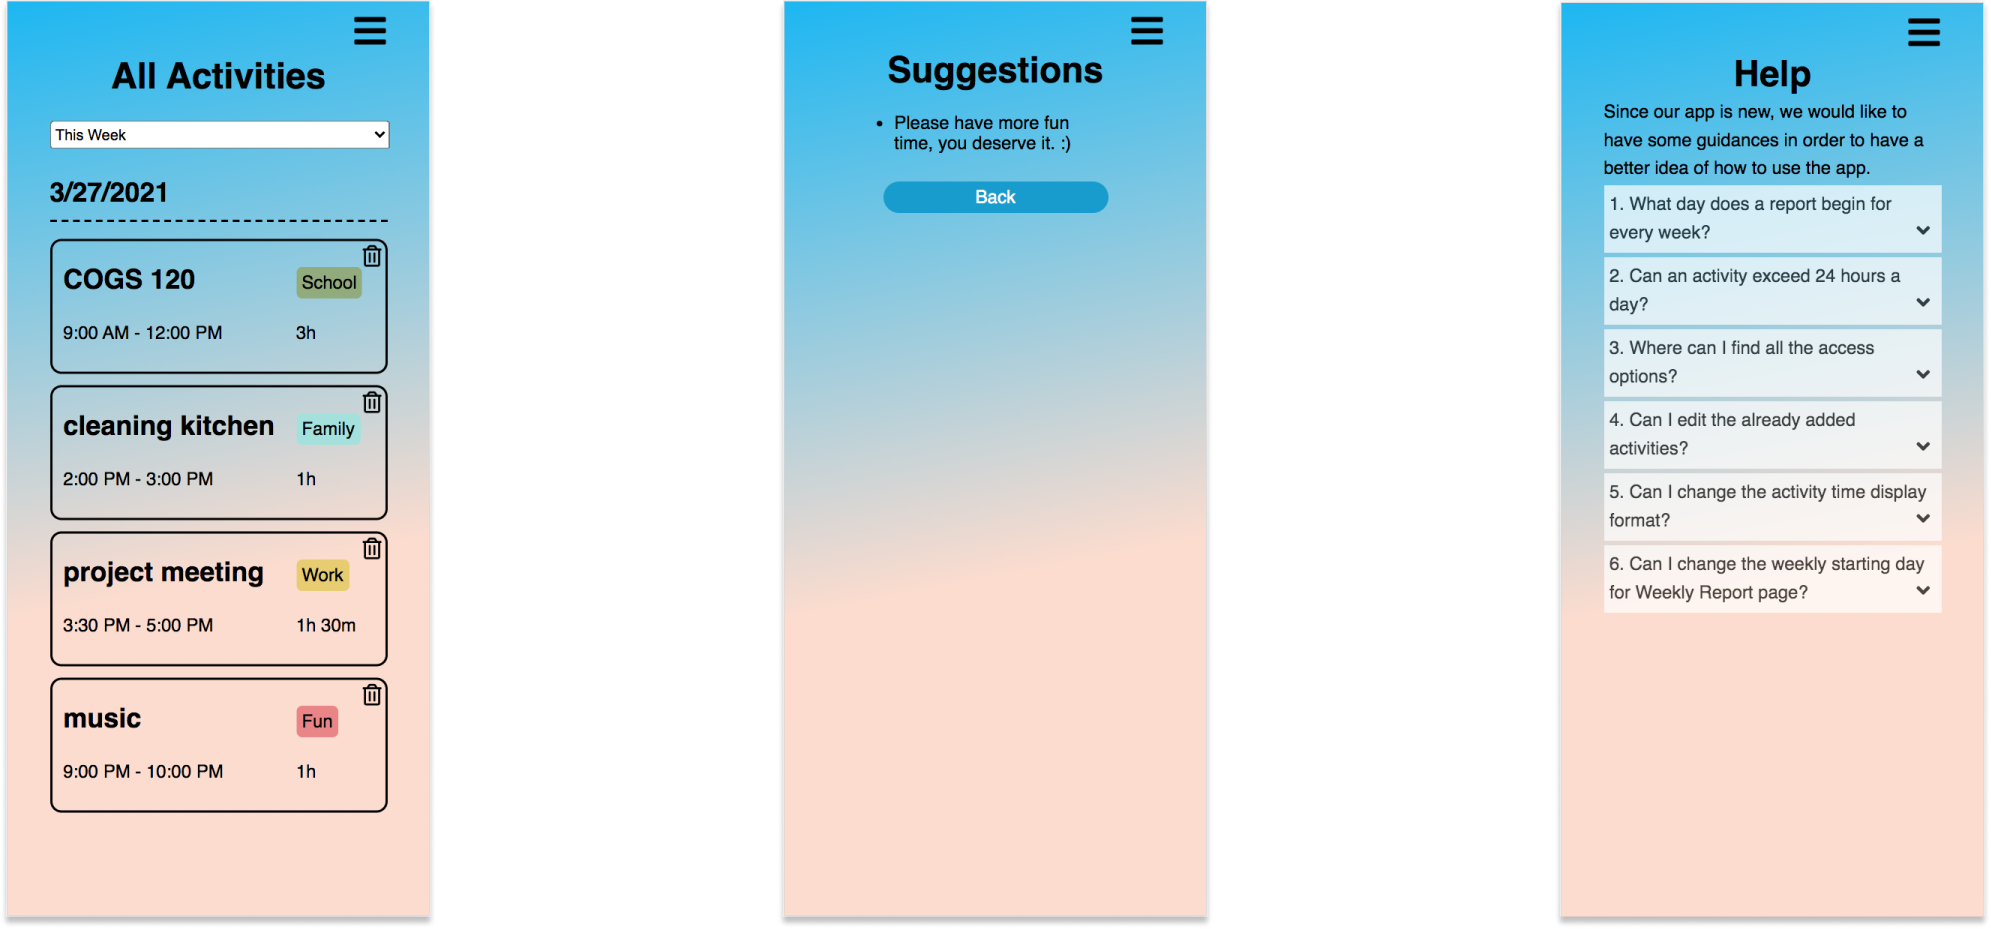 All Activities
This Week
3/27/2021
COGS 120
School
9:00 AM - 12:00 PM
3h
cleaning kitchen
Family
2:00 PM - 3:00 PM
1h
project meeting
Work
3:30 PM - 5:00 PM
1h 30m
music
Fun
9:00 PM - 10:00 PM
1h
Suggestions
• Please have more fun
time, you deserve it. :)
Back
Help
Since our app is new, we would like to
have some guidances in order to have a
better idea of how to use the app.
1. What day does a report begin for
every week?
2. Can an activity exceed 24 hours a
day?
3. Where can I find all the access
options?
4. Can I edit the already added
activities?
5. Can I change the activity time display
format?
6. Can I change the weekly starting day
for Weekly Report page?